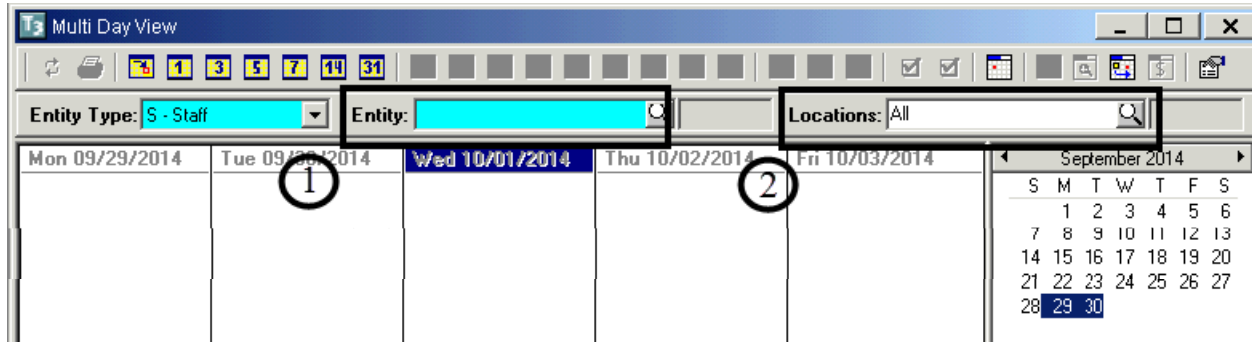 T3 Multi Day View
1 3 5 7 14 31 $
Entity Type: S - Staff Entity: Locations: All
Mon 09/29/2014 Tue 09/30/2014 Wed 10/01/2014 Thu 10/02/2014 Fri 10/03/2014 September 2014
1 2
S M T W T F S
1 2 3 4 5 6
7 8 9 10 11 12 13
14 15 16 17 18 19 20
21 22 23 24 25 26 27
28 29 30